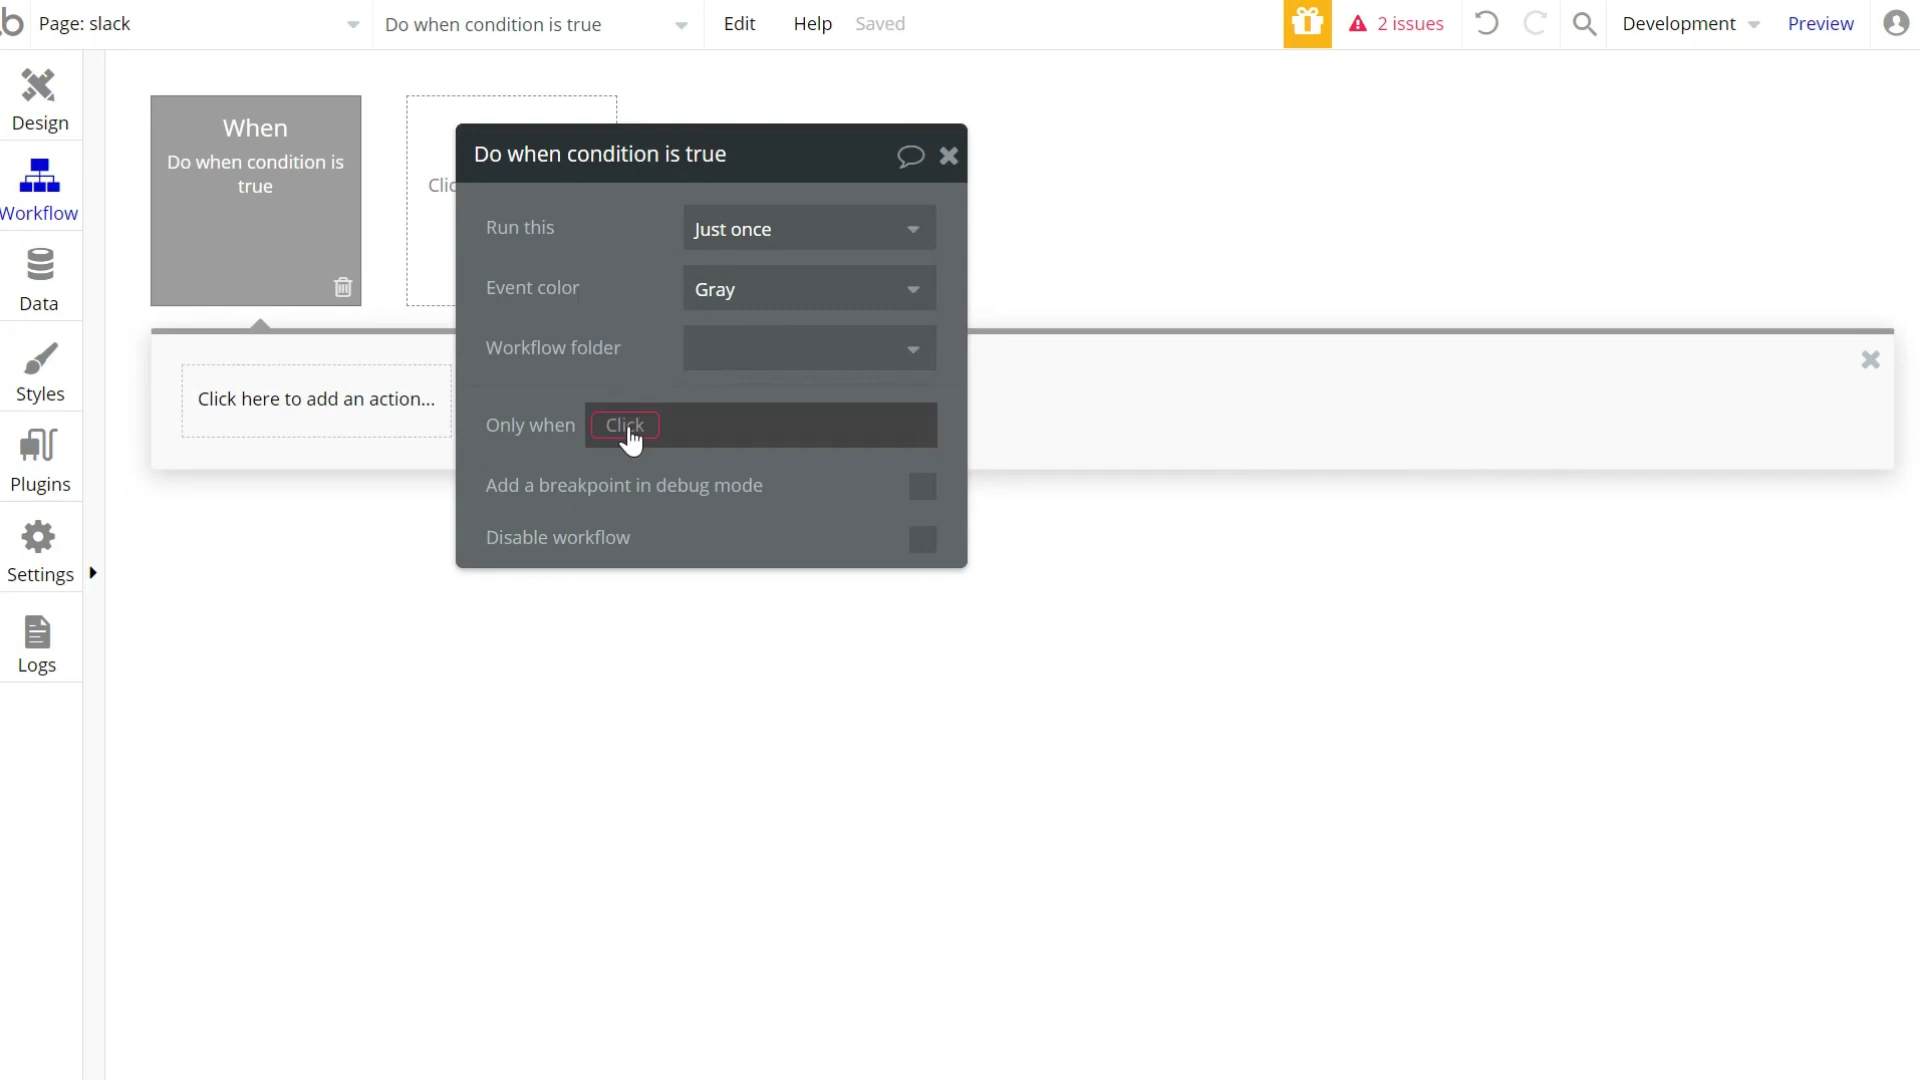 Page: slack
Do when condition is true
Edit
Help
Saved
2 issues
Development
Preview
Design
Workflow
Data
Styles
Plugins
Settings
Logs
When
Do when condition is
true
Do when condition is true
Run this
Just once
Event color
Gray
Workflow folder
Only when
Click
Add a breakpoint in debug mode
Disable workflow
Click here to add an action...